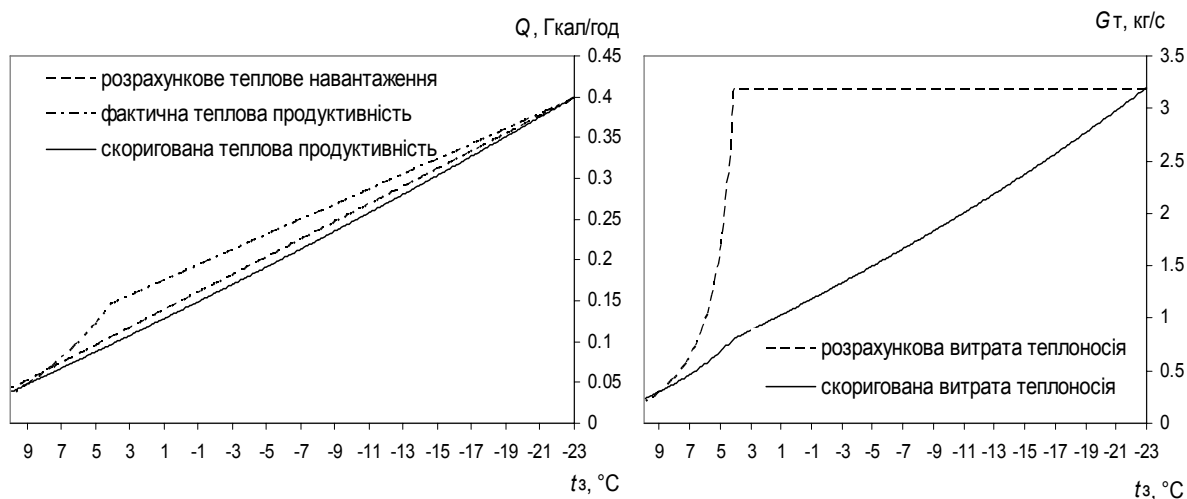 Q, Гкал/год
0.45
0.4
0.35
0.3
0.25
0.2
0.15
0.1
0.05
0
розрахункове теплове навантаження
фактична теплова продуктивність
скоригована теплова продуктивність
9 7 5 3 1 -1 -3 -5 -7 -9 -11 -13 -15 -17 -19 -21 -23
tз, °C
Gт, кг/с
3.5
3
2.5
2
1.5
1
0.5
0
розрахункова витрата теплоносія
скоригована витрата теплоносія
9 7 5 3 1 -1 -3 -5 -7 -9 -11 -13 -15 -17 -19 -21 -23
tз, °C